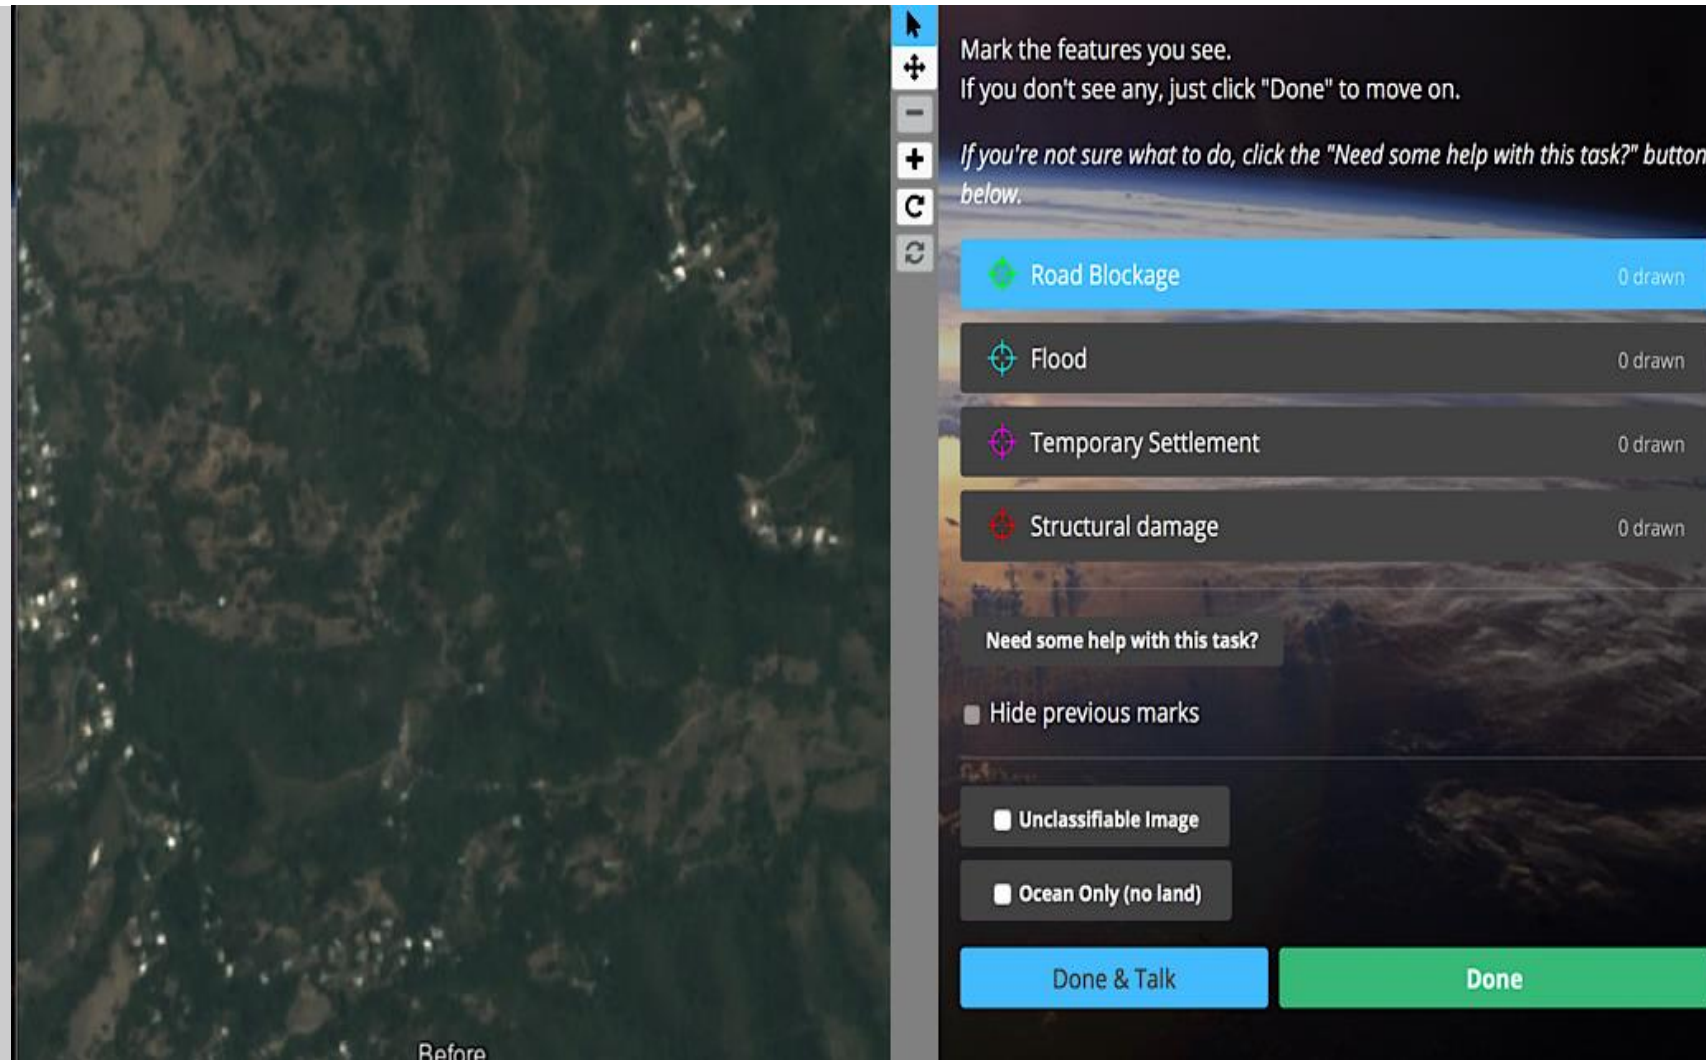 Mark the features you see.
If you don't see any, just click "Done" to move on.
If you're not sure what to do, click the "Need some help with this task?" button
below.
Road Blockage 0 drawn
Flood 0 drawn
Temporary Settlement 0 drawn
Structural damage 0 drawn
Need some help with this task?
Hide previous marks
Unclassifiable Image
Ocean Only (no land)
Done & Talk Done
Before